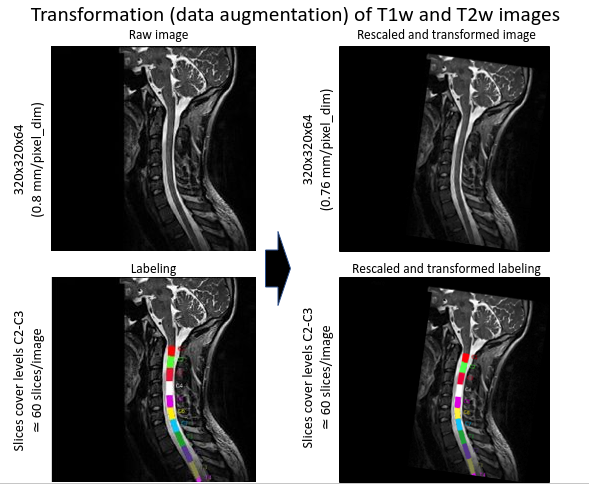 Transformation (data augmentation) of T1w and T2w images
Raw image
Rescaled and transformed image
320x320x64
(0.8 mm/pixel_dim)
320x320x64
(0.76 mm/pixel_dim)
Labeling
Rescaled and transformed labeling
Slices cover levels C2-C3
≃ 60 slices/image
Slices cover levels C2-C3
≃ 60 slices/image